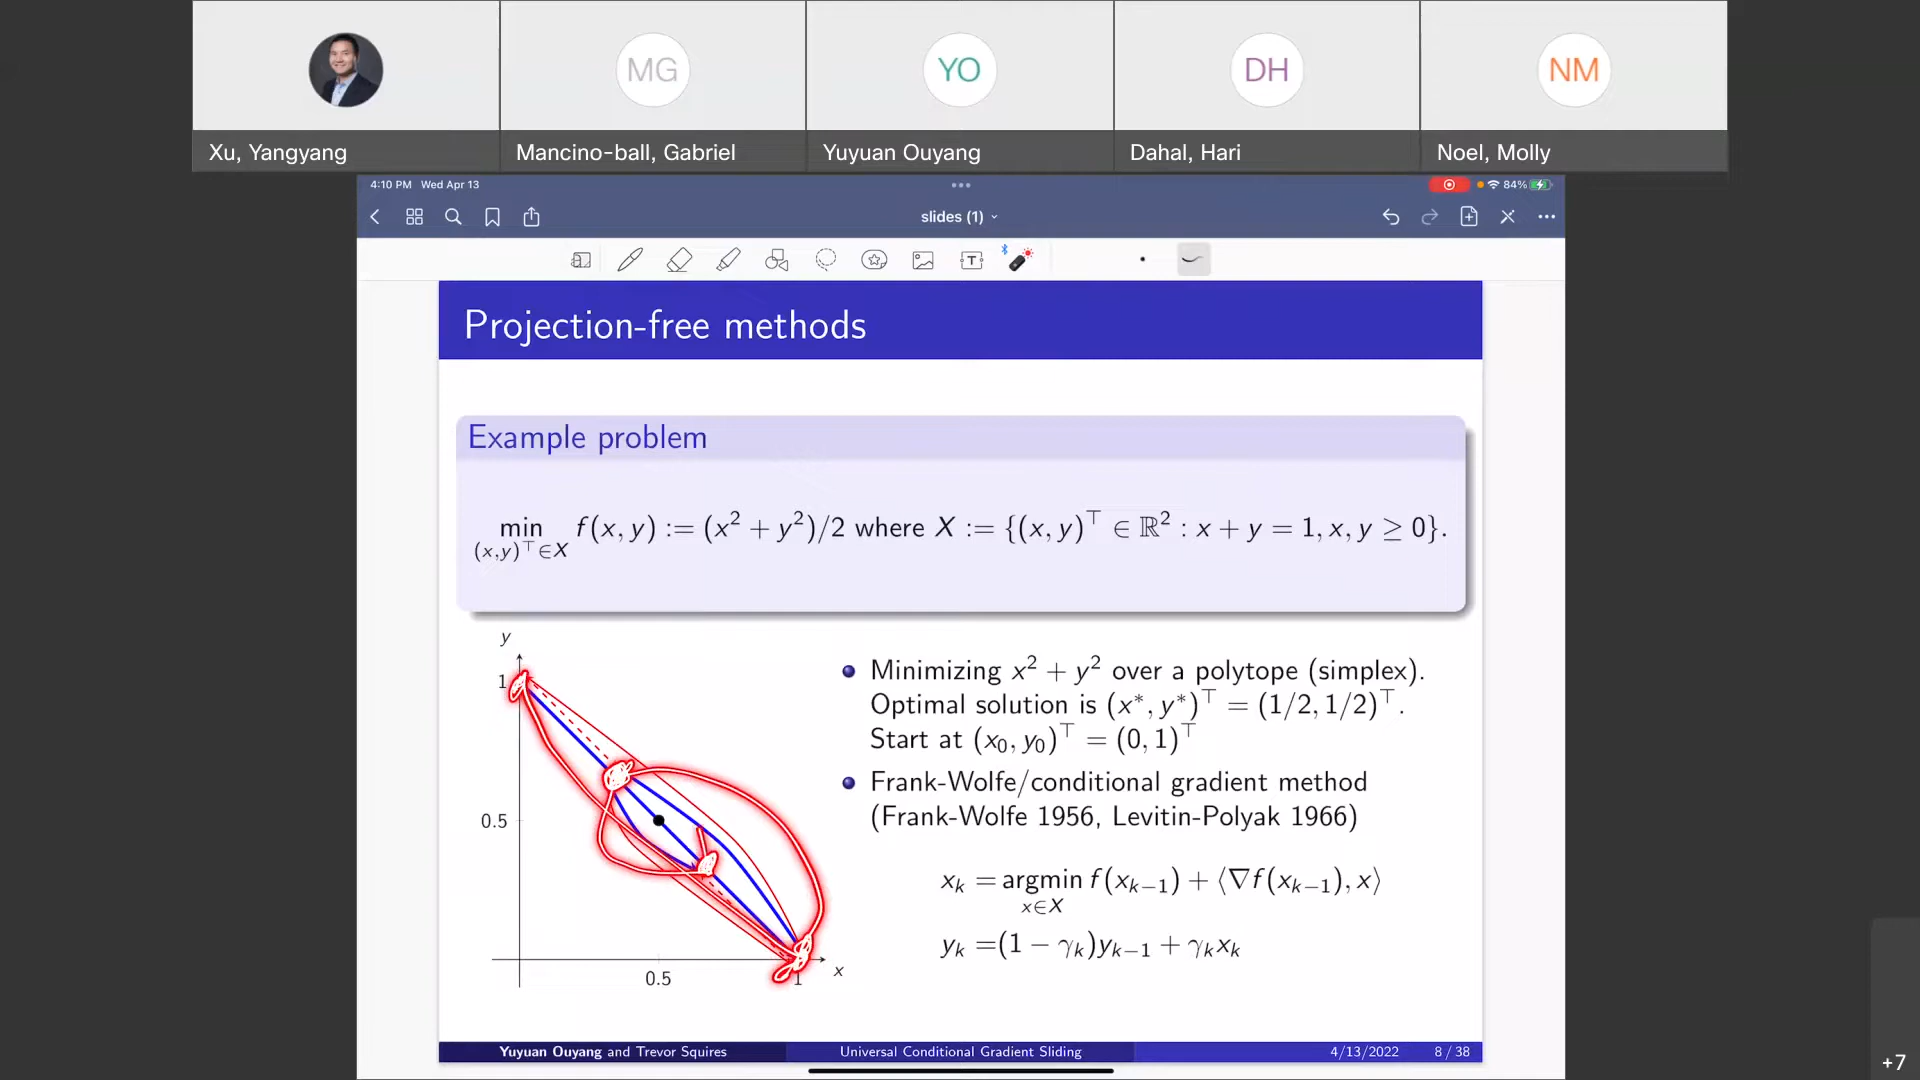 MG
YO
DH
NM
Xu, Yangyang
Mancino-ball, Gabriel
Yuyuan Ouyang
Dahal, Hari
Noel, Molly
4:10 PM Wed Apr 13
84%
slides (1)
T
Projection-free methods
Example problem
min f(x, y) := (x² + y²)/2 where X := {(x, y)⊤ ∈ ℝ² : x + y = 1, x, y ≥ 0}.
(x,y)⊤∈X
y
1
0.5
0.5
1
x
Minimizing x² + y² over a polytope (simplex).
Optimal solution is (x*, y*)⊤ = (1/2, 1/2)⊤.
Start at (x₀, y₀)⊤ = (0, 1)⊤
Frank-Wolfe/conditional gradient method
(Frank-Wolfe 1956, Levitin-Polyak 1966)
xₖ = argmin f(xₖ₋₁) + ⟨∇f(xₖ₋₁), x⟩
x∈X
yₖ =(1 − γₖ)yₖ₋₁ + γₖxₖ
Yuyuan Ouyang and Trevor Squires
Universal Conditional Gradient Sliding
4/13/2022
8 / 38
+7